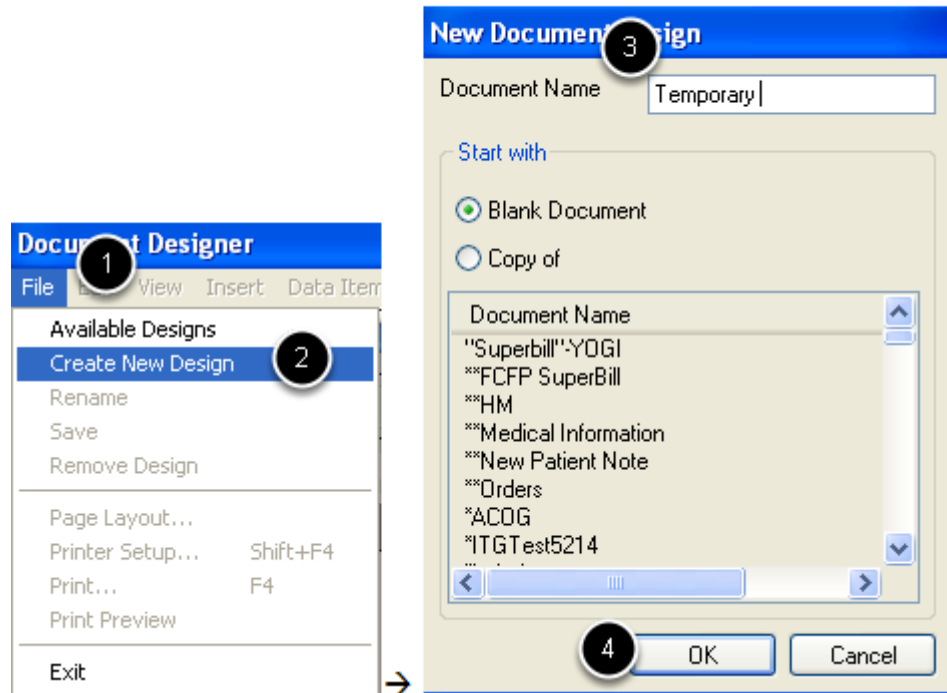 Document Designer
1
File View Insert Data Item
Available Designs
Create New Design 2
Rename
Save
Remove Design
Page Layout...
Printer Setup... Shift+F4
Print... F4
Print Preview
Exit
→
New Document Design
3
Document Name Temporary
Start with
Blank Document
Copy of
Document Name
"Superbill"-YOGI
**FCFP SuperBill
**HM
**Medical Information
**New Patient Note
**Orders
*ACOG
*ITGTest5214
4 OK Cancel